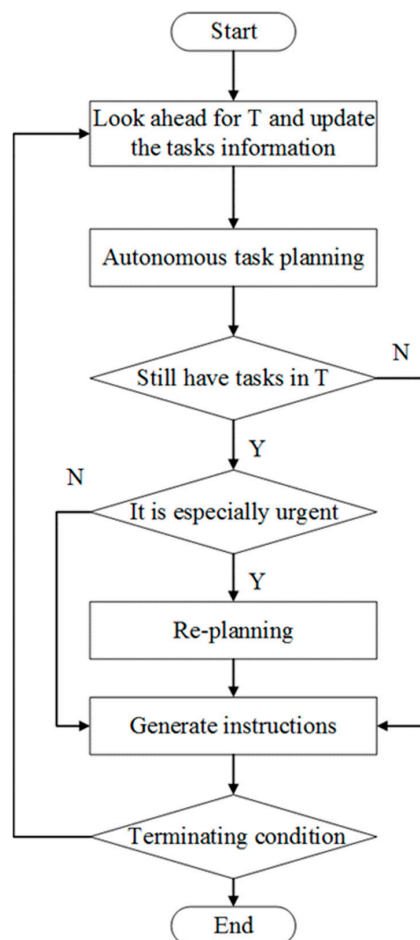 Start
Look ahead for T and update
the tasks information
Autonomous task planning
Still have tasks in T
N
Y
N
It is especially urgent
Y
Re-planning
Generate instructions
Terminating condition
End